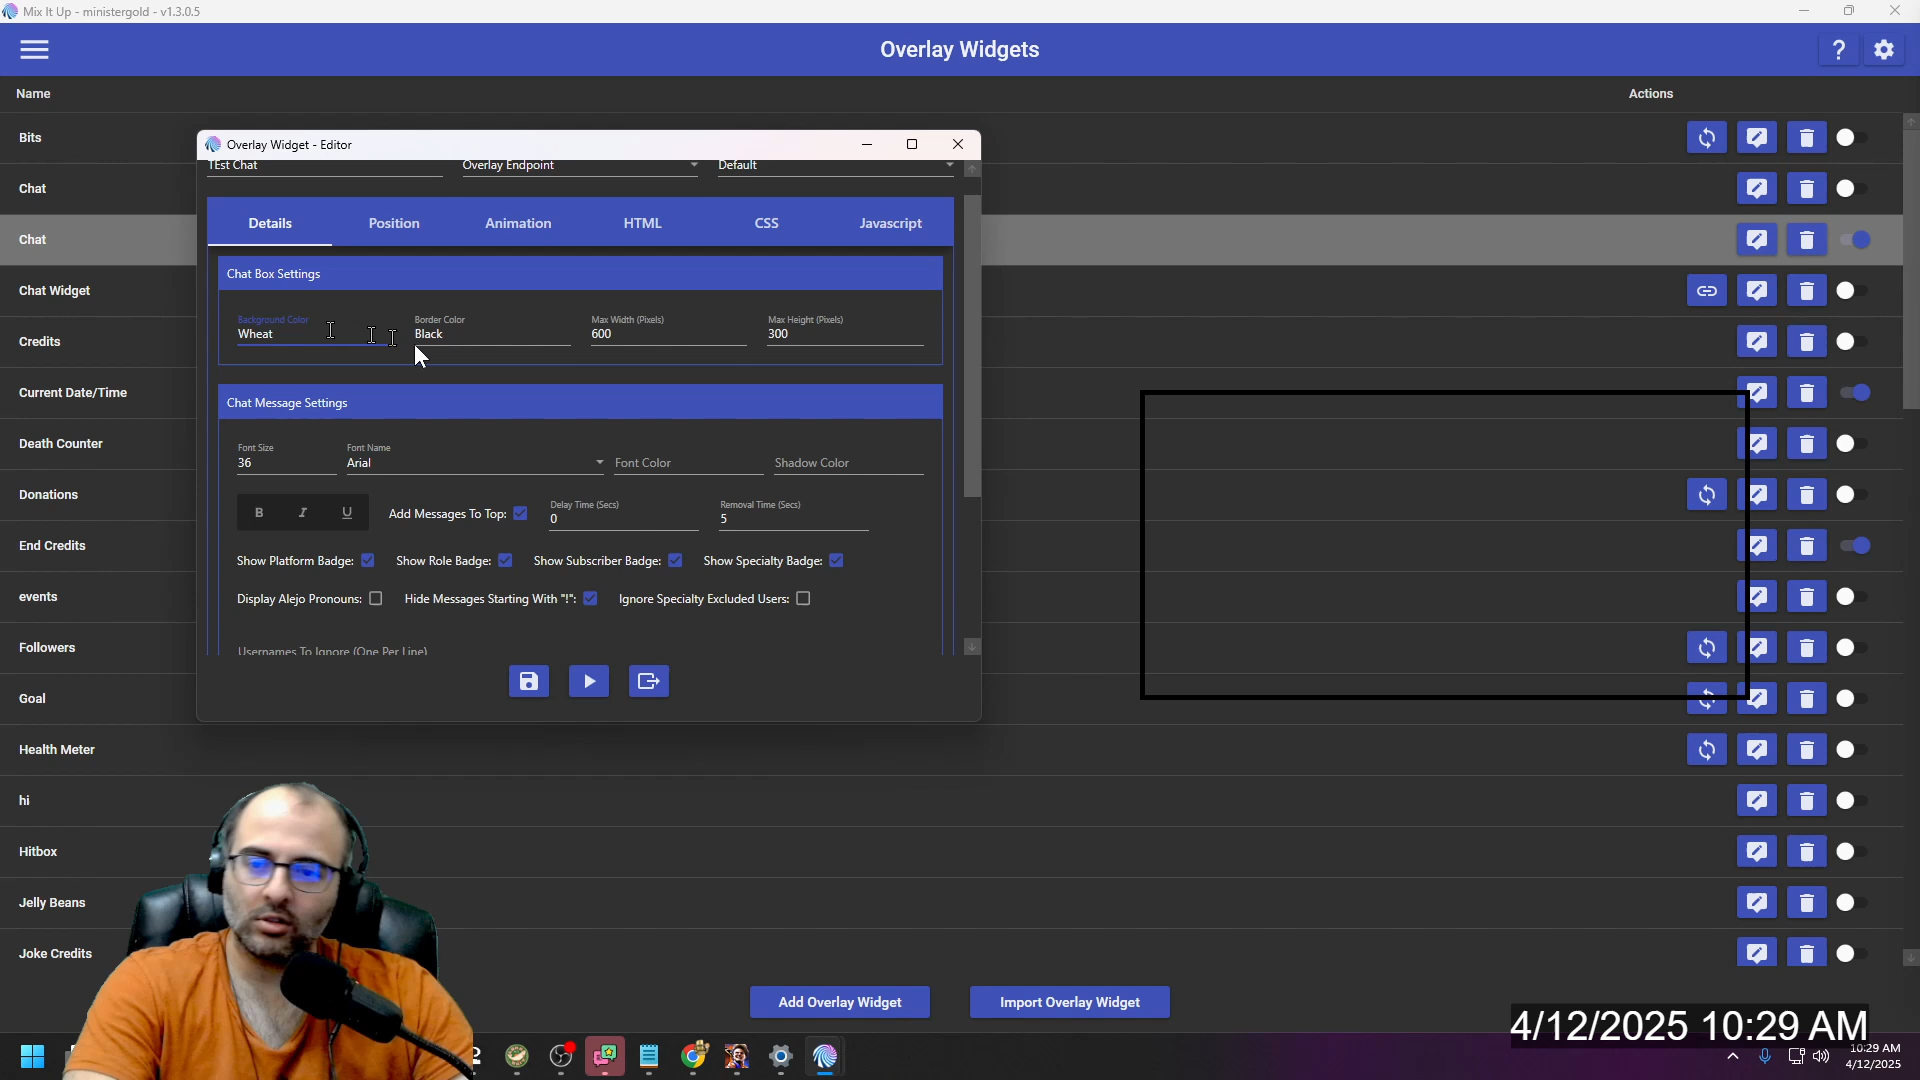 Mix It Up - ministergold - v1.3.0.5
Overlay Widgets
?
Name
Actions
Bits
Chat
Chat
Chat Widget
Credits
Current Date/Time
Death Counter
Donations
End Credits
events
Followers
Goal
Health Meter
hi
Hitbox
Jelly Beans
Joke Credits
Overlay Widget - Editor
TEst Chat
Overlay Endpoint
Default
Details
Position
Animation
HTML
CSS
Javascript
Chat Box Settings
Background Color
Border Color
Max Width (Pixels)
Max Height (Pixels)
Wheat
Black
600
300
Chat Message Settings
Font Size
Font Name
36
Arial
Font Color
Shadow Color
B I U
Add Messages To Top:
Delay Time (Secs)
0
Removal Time (Secs)
5
Show Platform Badge:
Show Role Badge:
Show Subscriber Badge:
Show Specialty Badge:
Display Alejo Pronouns:
Hide Messages Starting With "!":
Ignore Specialty Excluded Users:
Usernames To Ignore (One Per Line)
Add Overlay Widget
Import Overlay Widget
4/12/2025 10:29 AM
10:29 AM
4/12/2025